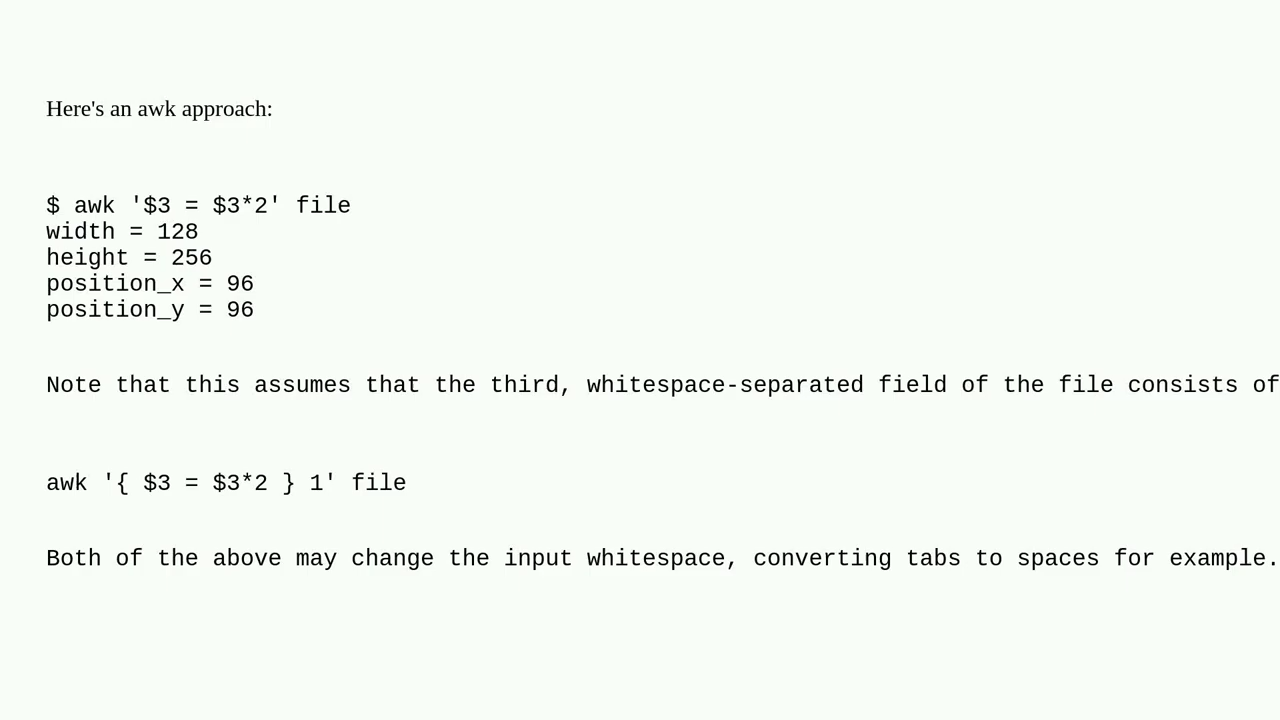 Here's an awk approach:
$ awk '$3 = $3*2' file
width = 128
height = 256
position_x = 96
position_y = 96
Note that this assumes that the third, whitespace-separated field of the file consists of
awk '{ $3 = $3*2 } 1' file
Both of the above may change the input whitespace, converting tabs to spaces for example.